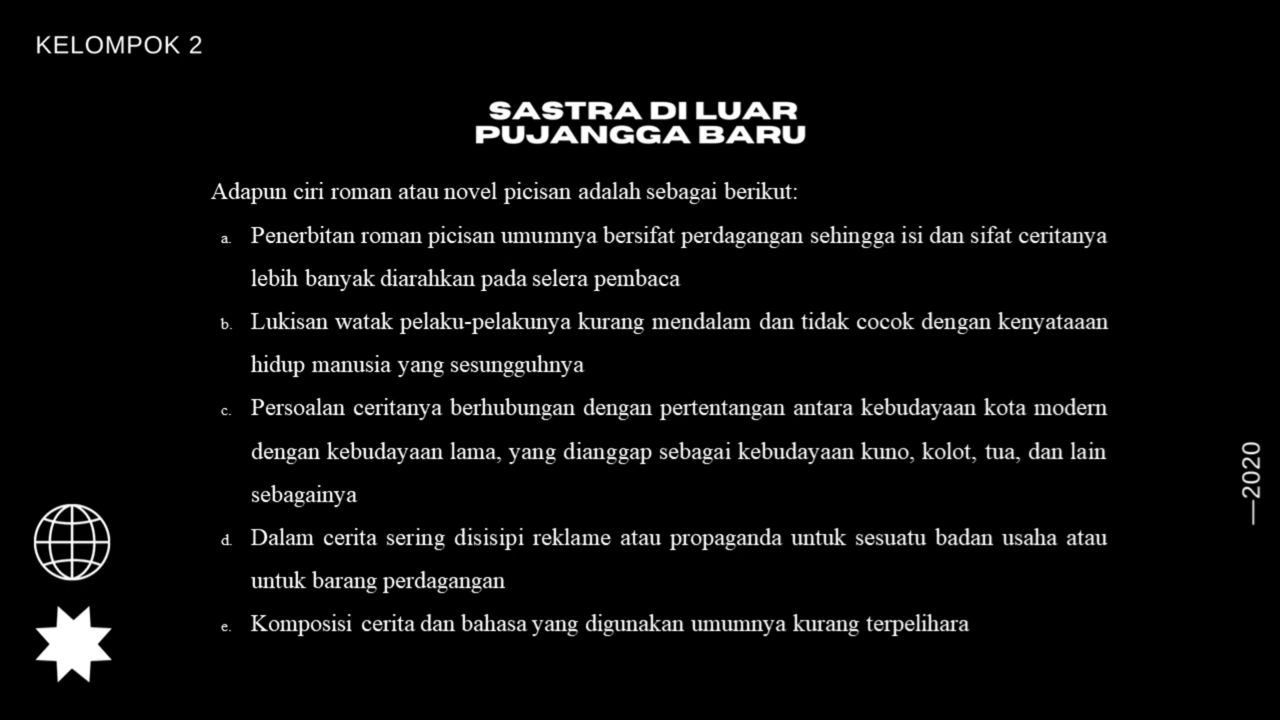 KELOMPOK 2
SASTRA DI LUAR
PUJANGGA BARU
Adapun ciri roman atau novel picisan adalah sebagai berikut:
a. Penerbitan roman picisan umumnya bersifat perdagangan sehingga isi dan sifat ceritanya
lebih banyak diarahkan pada selera pembaca
b. Lukisan watak pelaku-pelakunya kurang mendalam dan tidak cocok dengan kenyataaan
hidup manusia yang sesungguhnya
c. Persoalan ceritanya berhubungan dengan pertentangan antara kebudayaan kota modern
dengan kebudayaan lama, yang dianggap sebagai kebudayaan kuno, kolot, tua, dan lain
sebagainya
d. Dalam cerita sering disisipi reklame atau propaganda untuk sesuatu badan usaha atau
untuk barang perdagangan
e. Komposisi cerita dan bahasa yang digunakan umumnya kurang terpelihara
—2020